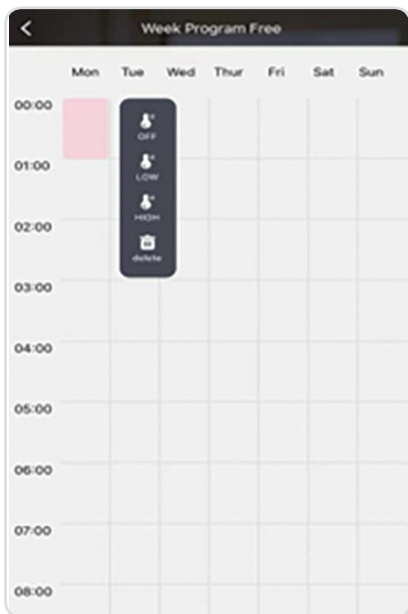 Week Program Free
Mon Tue Wed Thur Fri Sat Sun
00:00
OFF
01:00
LOW
HIGH
02:00
delete
03:00
04:00
05:00
06:00
07:00
08:00